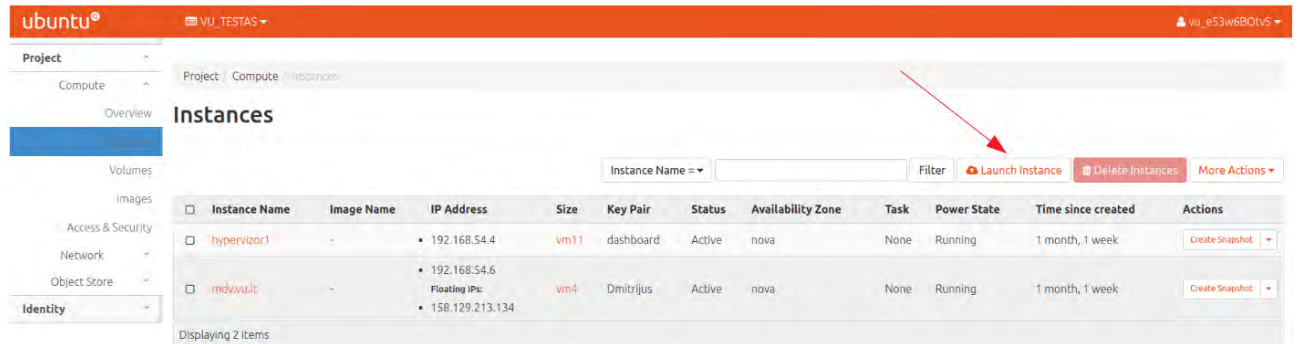 ubuntu®
VU_TESTAS
vu_e53w6BOtvS
Project
Compute
Overview
Volumes
Images
Access & Security
Network
Object Store
Identity
Project / Compute / Instances
Instances
Instance Name =
Filter
Launch Instance
Delete Instances
More Actions
Instance Name Image Name IP Address Size Key Pair Status Availability Zone Task Power State Time since created Actions
hypervizor1 - • 192.168.54.4 vm11 dashboard Active nova None Running 1 month, 1 week Create Snapshot
mdv.vu.lt - • 192.168.54.6 Floating IPs: • 158.129.213.134 vm4 Dmitrijus Active nova None Running 1 month, 1 week Create Snapshot
Displaying 2 items